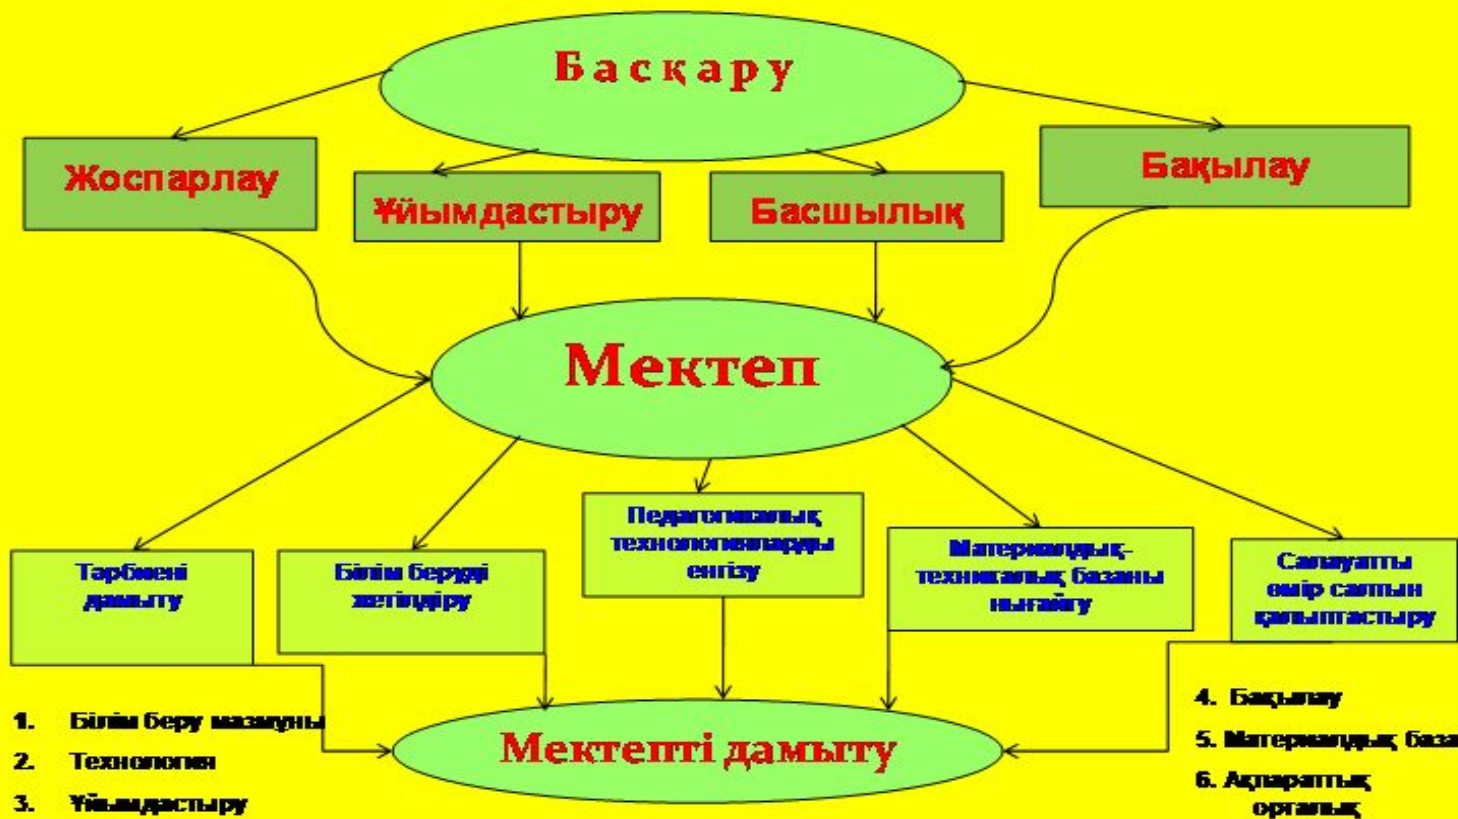 Басқару
Жоспарлау
Ұйымдастыру
Басшылық
Бақылау
Мектеп
Тәрбиені
дамыту
Білім беруді
жетілдіру
Педагогикалық
технологияларды
енгізу
Материалдық-
техникалық базаны
нығайту
Салауатты
өмір салтын
қалыптастыру
Мектепті дамыту
1. Білім беру мазмұны
2. Технология
3. Ұйымдастыру
4. Бақылау
5. Материалдық база
6. Ақпараттық
орталық